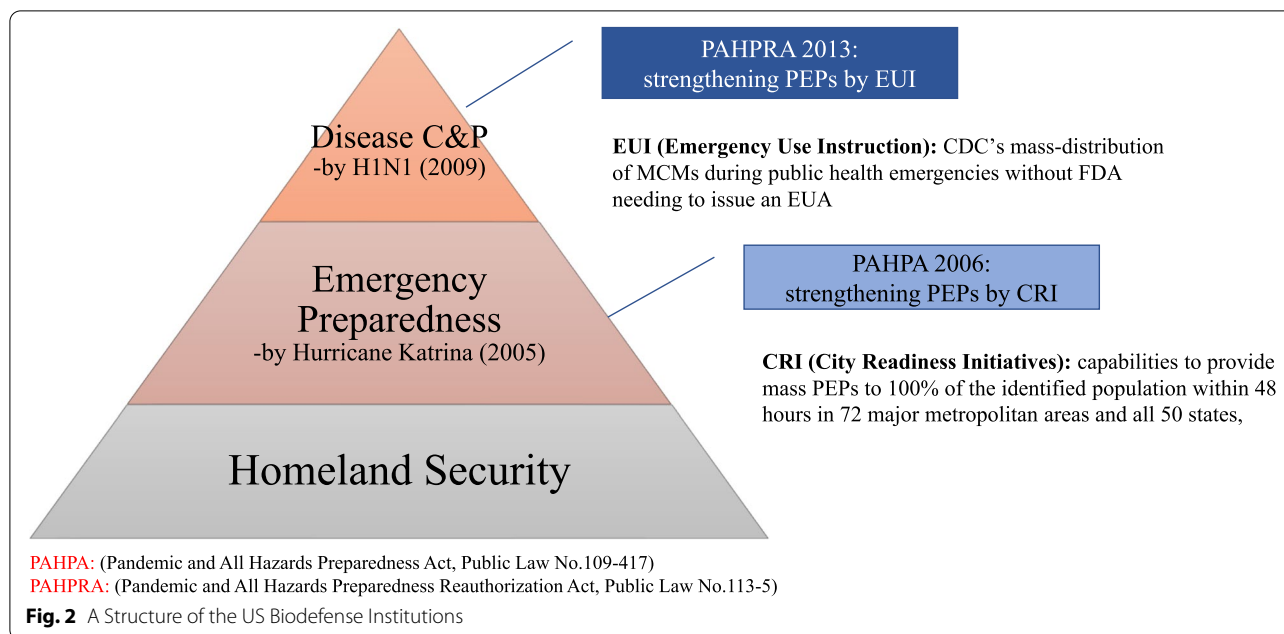 PAHPRA 2013:
strengthening PEPs by EUI
Disease C&P
-by H1N1 (2009)
EUI (Emergency Use Instruction): CDC's mass-distribution
of MCMs during public health emergencies without FDA
needing to issue an EUA
Emergency
Preparedness
-by Hurricane Katrina (2005)
PAHPA 2006:
strengthening PEPs by CRI
CRI (City Readiness Initiatives): capabilities to provide
mass PEPs to 100% of the identified population within 48
hours in 72 major metropolitan areas and all 50 states,
Homeland Security
PAHPA: (Pandemic and All Hazards Preparedness Act, Public Law No.109-417)
PAHPRA: (Pandemic and All Hazards Preparedness Reauthorization Act, Public Law No.113-5)
Fig. 2 A Structure of the US Biodefense Institutions